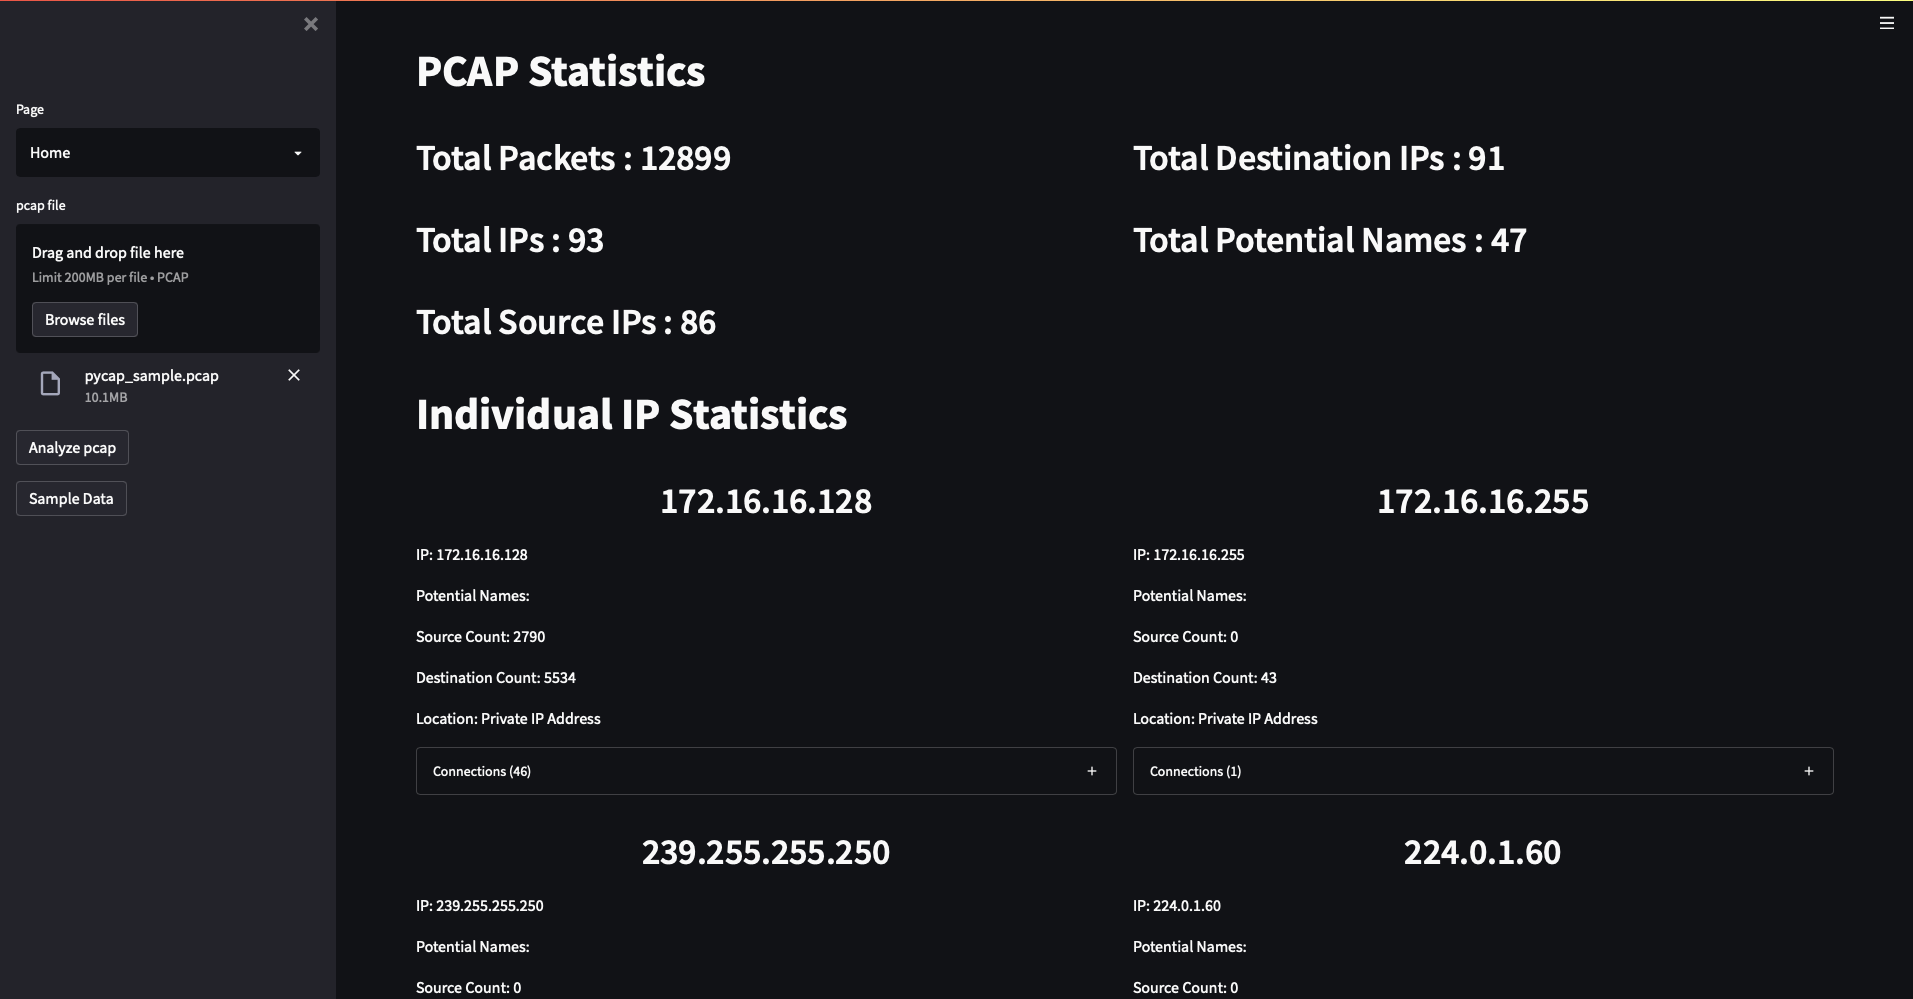 Page
Home
pcap file
Drag and drop file here
Limit 200MB per file • PCAP
Browse files
pycap_sample.pcap
10.1MB
Analyze pcap
Sample Data
PCAP Statistics
Total Packets : 12899
Total IPs : 93
Total Source IPs : 86
Total Destination IPs : 91
Total Potential Names : 47
Individual IP Statistics
172.16.16.128
IP: 172.16.16.128
Potential Names:
Source Count: 2790
Destination Count: 5534
Location: Private IP Address
Connections (46)
172.16.16.255
IP: 172.16.16.255
Potential Names:
Source Count: 0
Destination Count: 43
Location: Private IP Address
Connections (1)
239.255.255.250
IP: 239.255.255.250
Potential Names:
Source Count: 0
224.0.1.60
IP: 224.0.1.60
Potential Names:
Source Count: 0